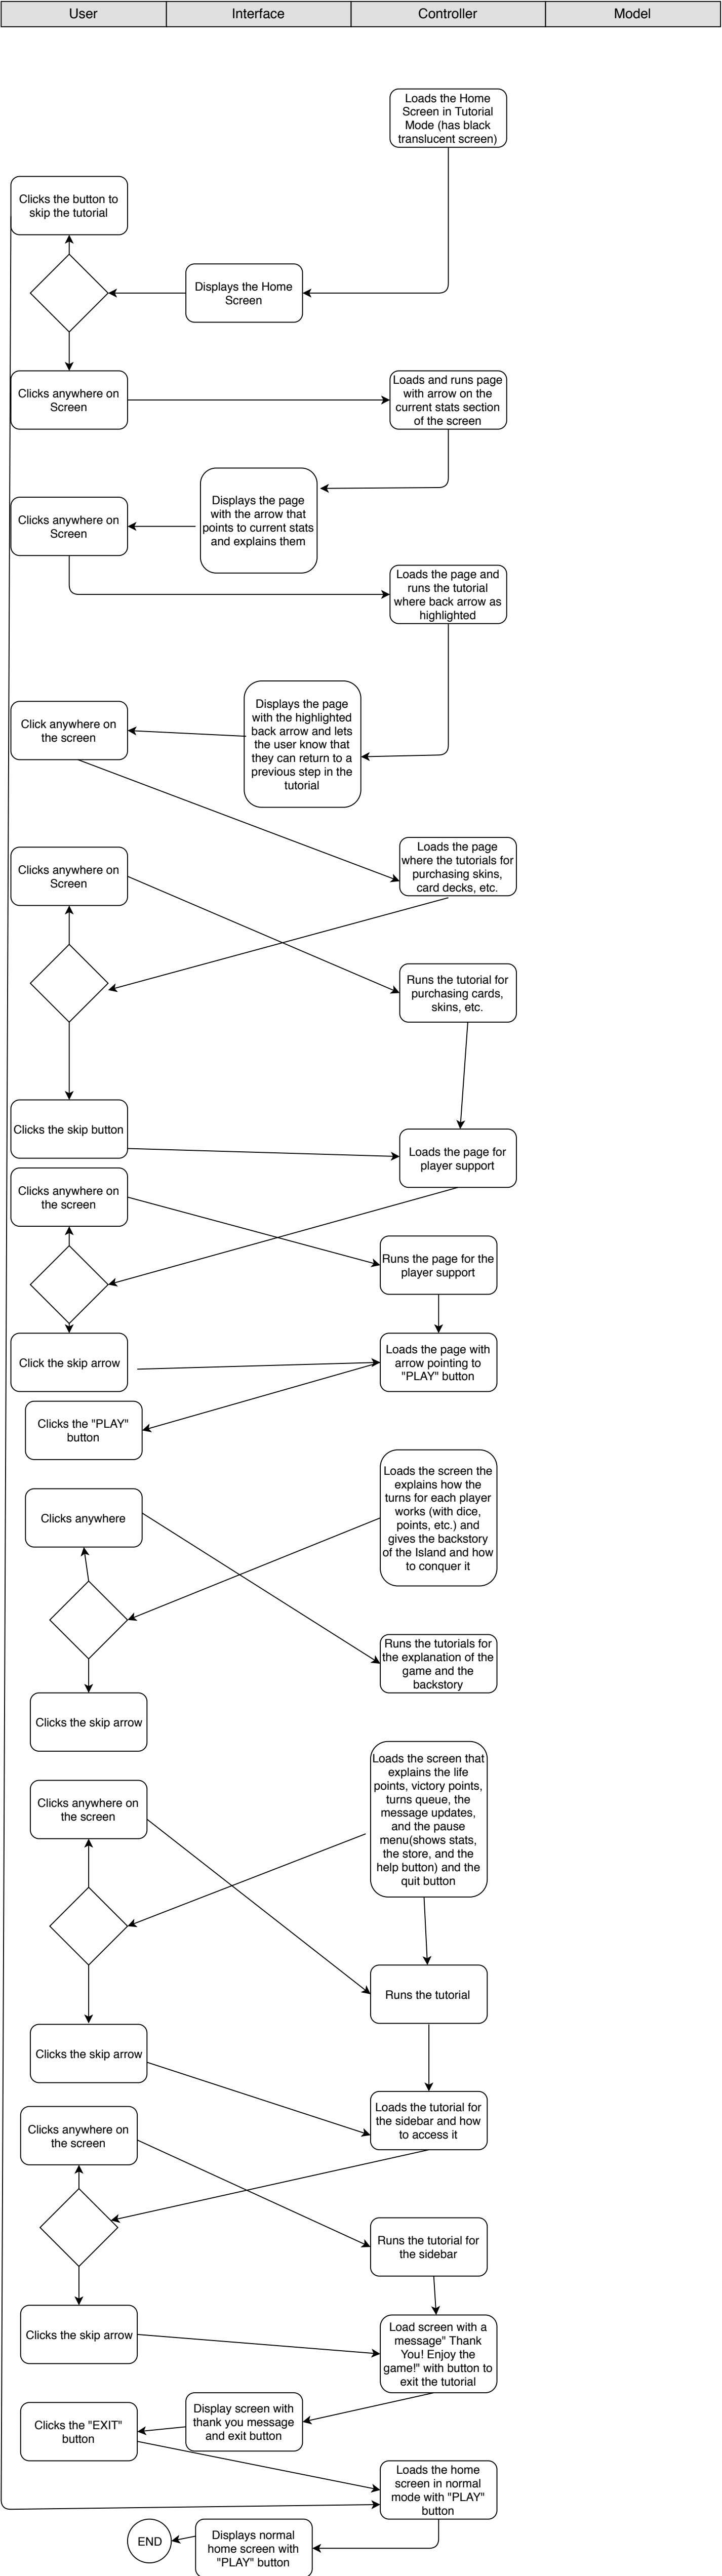 User
Interface
Controller
Model
Loads the Home
Screen in Tutorial
Mode (has black
translucent screen)
Clicks the button to
skip the tutorial
Displays the Home
Screen
Clicks anywhere on
Screen
Loads and runs page
with arrow on the
current stats section
of the screen
Displays the page
with the arrow that
points to current stats
and explains them
Clicks anywhere on
Screen
Loads the page and
runs the tutorial
where back arrow as
highlighted
Displays the page
with the highlighted
back arrow and lets
the user know that
they can return to a
previous step in the
tutorial
Click anywhere on
the screen
Loads the page
where the tutorials for
purchasing skins,
card decks, etc.
Clicks anywhere on
Screen
Runs the tutorial for
purchasing cards,
skins, etc.
Clicks the skip button
Loads the page for
player support
Clicks anywhere on
the screen
Runs the page for the
player support
Click the skip arrow
Loads the page with
arrow pointing to
"PLAY" button
Clicks the "PLAY"
button
Loads the screen the
explains how the
turns for each player
works (with dice,
points, etc.) and
gives the backstory
of the Island and how
to conquer it
Clicks anywhere
Runs the tutorials for
the explanation of the
game and the
backstory
Clicks the skip arrow
Loads the screen that
explains the life
points, victory points,
turns queue, the
message updates,
and the pause
menu(shows stats,
the store, and the
help button) and the
quit button
Clicks anywhere on
the screen
Runs the tutorial
Clicks the skip arrow
Loads the tutorial for
the sidebar and how
to access it
Clicks anywhere on
the screen
Runs the tutorial for
the sidebar
Clicks the skip arrow
Load screen with a
message" Thank
You! Enjoy the
game!" with button to
exit the tutorial
Display screen with
thank you message
and exit button
Clicks the "EXIT"
button
Loads the home
screen in normal
mode with "PLAY"
button
END
Displays normal
home screen with
"PLAY" button